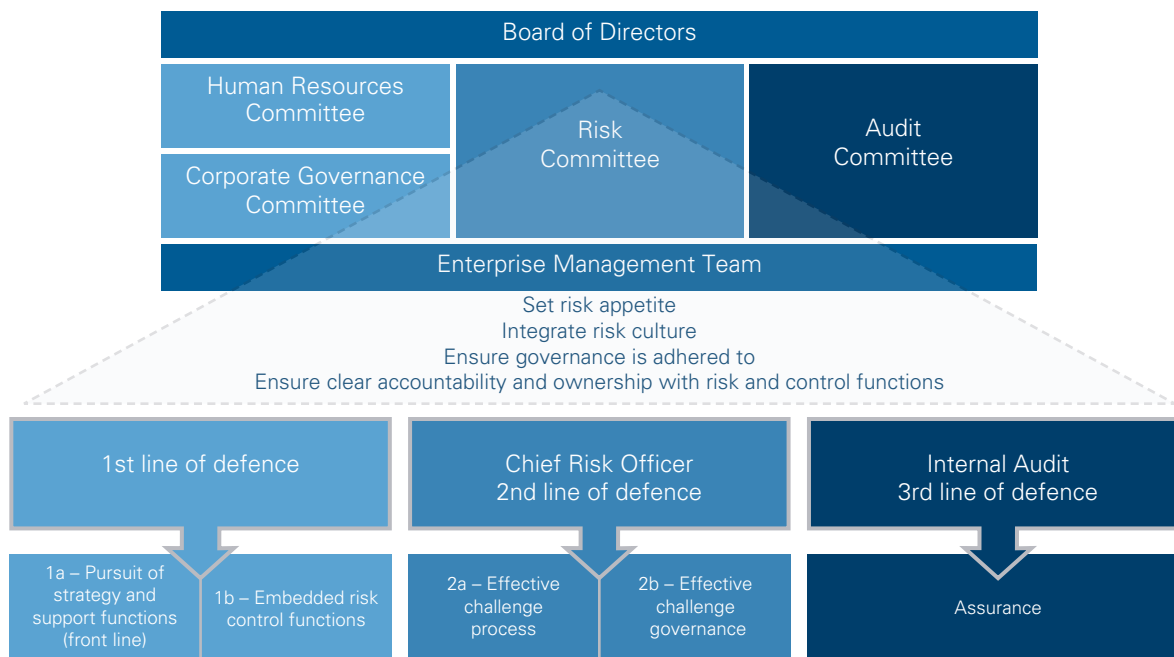 Board of Directors
Human Resources
Committee
Corporate Governance
Committee
Risk
Committee
Audit
Committee
Enterprise Management Team
Set risk appetite
Integrate risk culture
Ensure governance is adhered to
Ensure clear accountability and ownership with risk and control functions
1st line of defence
Chief Risk Officer
2nd line of defence
Internal Audit
3rd line of defence
1a – Pursuit of
strategy and
support functions
(front line)
1b – Embedded risk
control functions
2a – Effective
challenge
process
2b – Effective
challenge
governance
Assurance